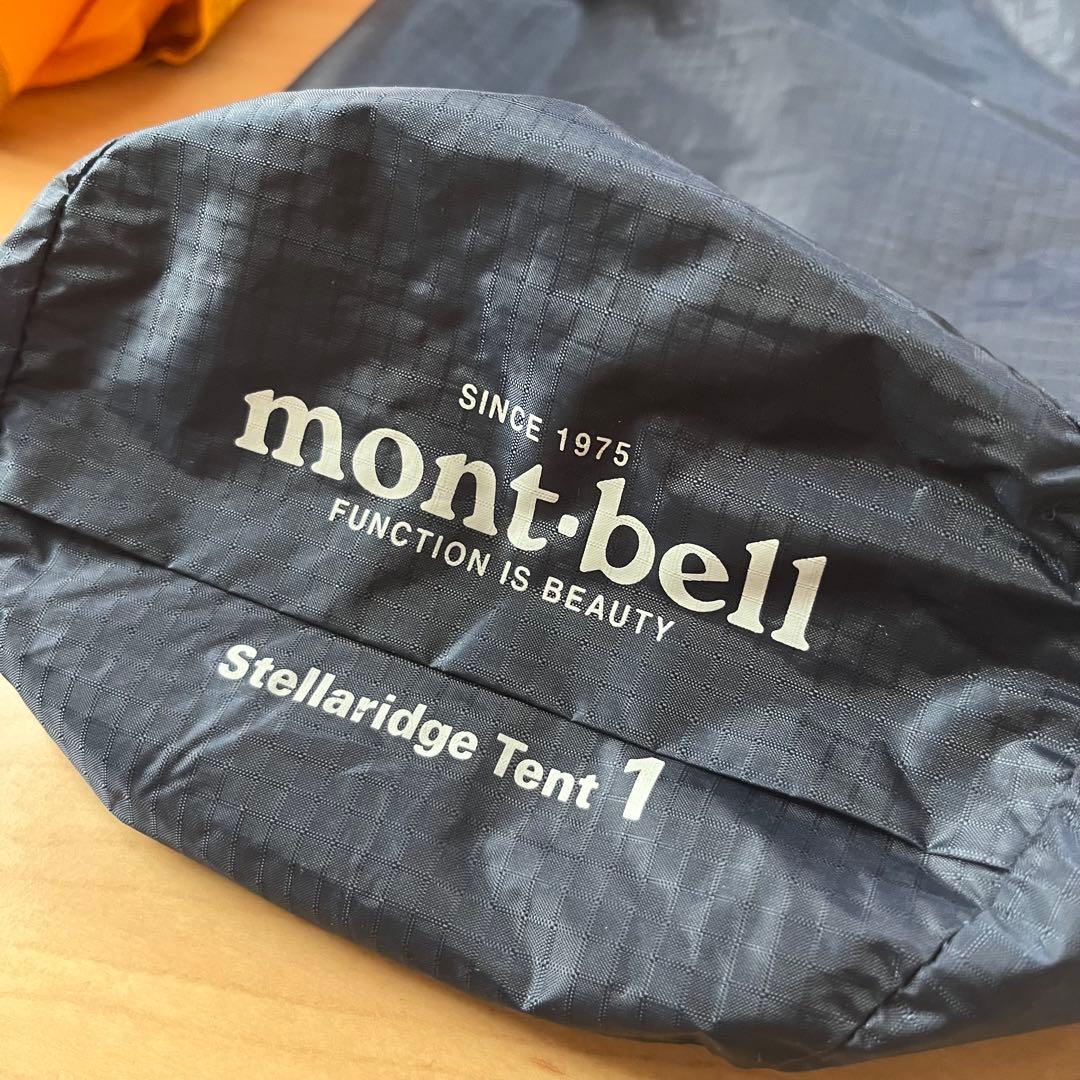 SINCE 1975
mont·bell
FUNCTION IS BEAUTY
Stellaridge Tent 1